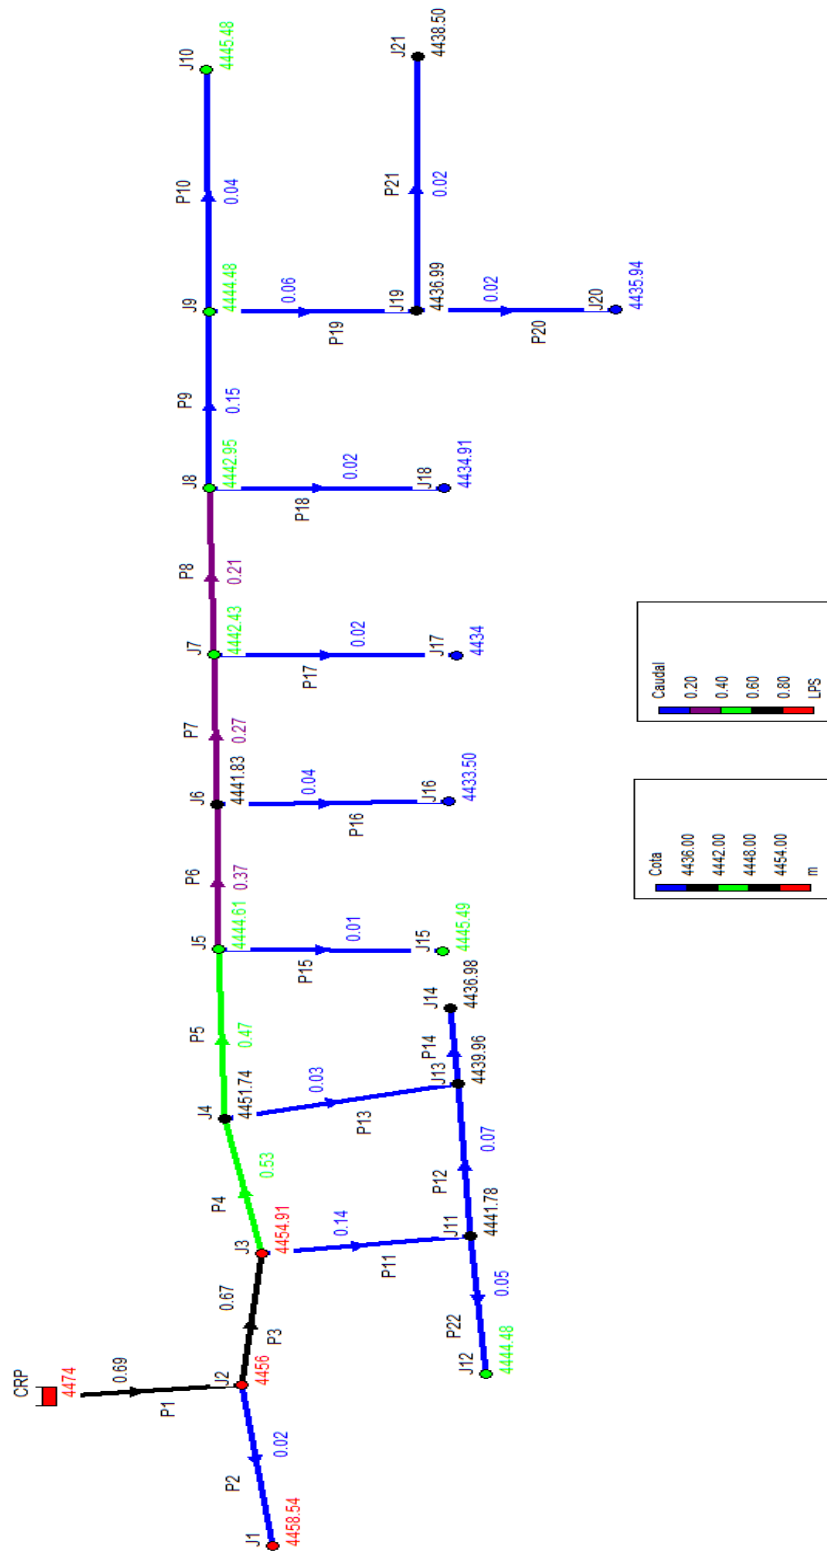 CRP
4474
P1
0.69
J1
4458.54
P2
0.02
J2
4456
P3
0.67
J3
4454.91
P4
0.53
J4
4451.74
P5
0.47
J5
4444.61
P6
0.37
J6
4441.83
P7
0.27
J7
4442.43
P8
0.21
J8
4442.95
P9
0.15
J9
4444.48
P10
0.04
J10
4445.48
P11
0.14
J12
4444.48
P22
0.05
J11
4441.78
P12
0.07
P13
0.03
J13
4439.96
P14
J14
4436.98
P15
0.01
J15
4445.49
P16
0.04
J16
4433.50
P17
0.02
J17
4434
P18
0.02
J18
4434.91
P19
0.06
J19
4436.99
P21
0.02
J21
4438.50
P20
0.02
J20
4435.94
Cota
4436.00
4442.00
4448.00
4454.00
m
Caudal
0.20
0.40
0.60
0.80
LPS